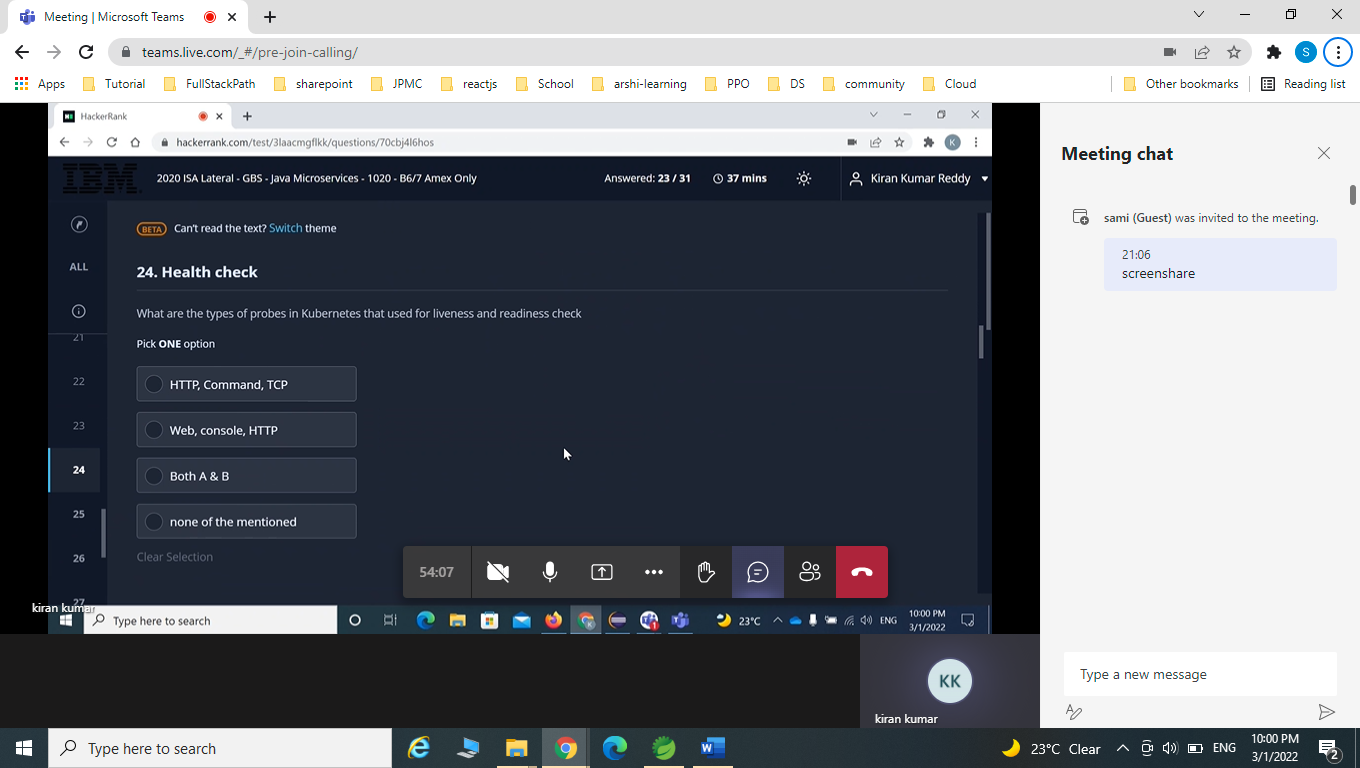 Meeting | Microsoft Teams
teams.live.com/_#/pre-join-calling/
S
Apps Tutorial FullStackPath sharepoint JPMC reactjs School arshi-learning PPO DS community Cloud Other bookmarks Reading list
HackerRank
hackerrank.com/test/3laacmgflkk/questions/70cbj4l6hos
K
IBM 2020 ISA Lateral - GBS - Java Microservices - 1020 - B6/7 Amex Only Answered: 23 / 31 37 mins Kiran Kumar Reddy
BETA Can't read the text? Switch theme
ALL
24. Health check
What are the types of probes in Kubernetes that used for liveness and readiness check
Pick ONE option
21
22
23
24
25
26
27
HTTP, Command, TCP
Web, console, HTTP
Both A & B
none of the mentioned
Clear Selection
54:07
kiran kumar
Type here to search
23°C ENG
10:00 PM
3/1/2022
KK
kiran kumar
Meeting chat
sami (Guest) was invited to the meeting.
21:06
screenshare
Type a new message
Type here to search
23°C Clear ENG
10:00 PM
3/1/2022
2